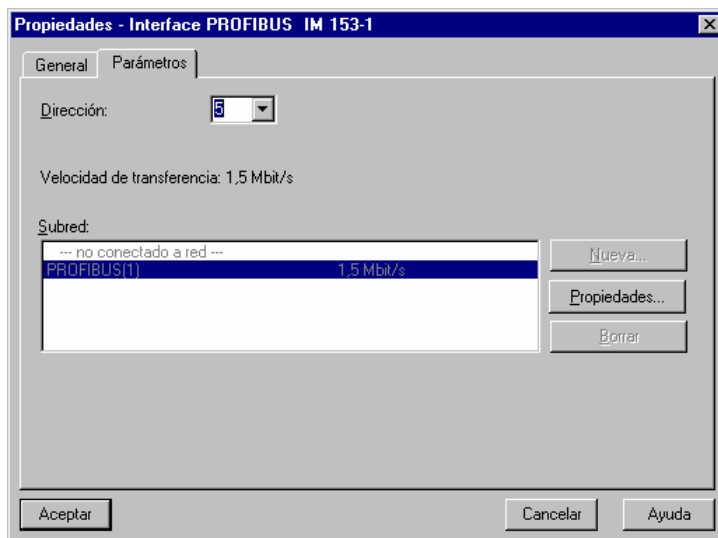 Propiedades - Interface PROFIBUS IM 153-1
General Parámetros
Dirección: 5
Velocidad de transferencia: 1,5 Mbit/s
Subred:
--- no conectado a red ---
PROFIBUS(1) 1,5 Mbit/s
Nueva...
Propiedades...
Borrar
Aceptar Cancelar Ayuda